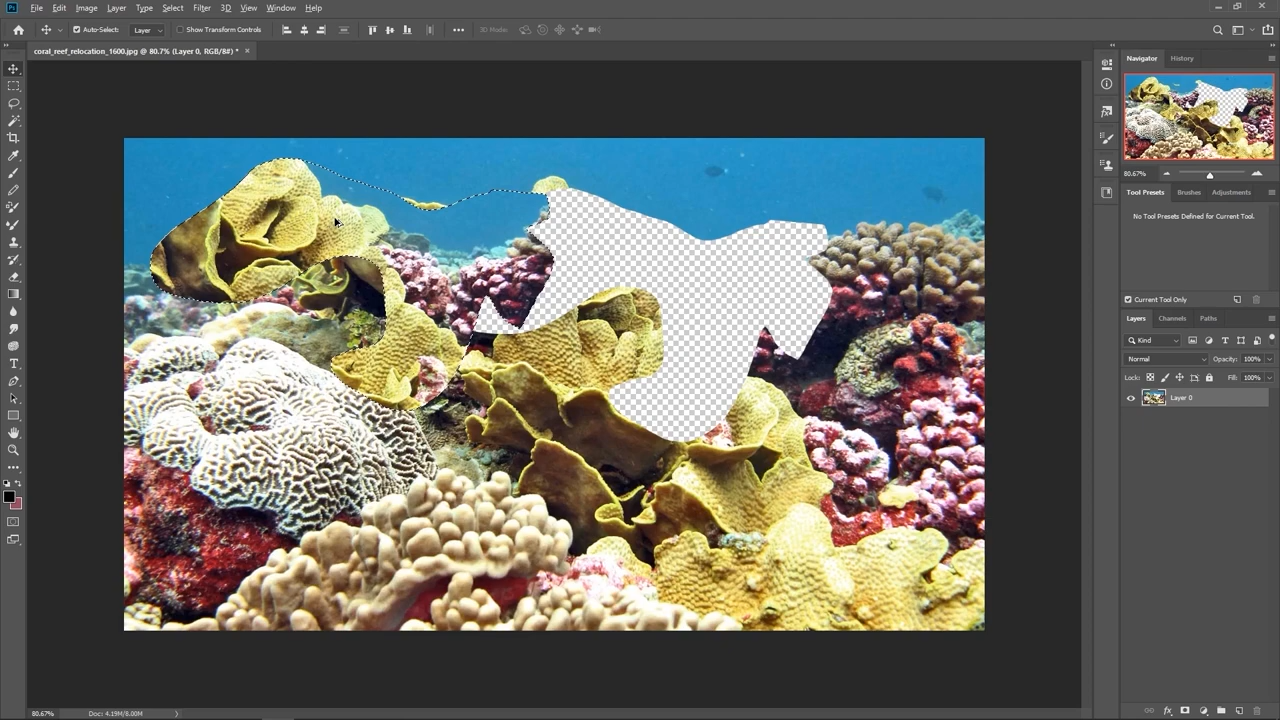 Ps File Edit Image Layer Type Select Filter 3D View Window Help
Auto-Select: Layer Show Transform Controls 3D Mode:
coral_reef_relocation_1600.jpg @ 80.7% (Layer 0, RGB/8#) *
Navigator History
80.67%
Tool Presets Brushes Adjustments
No Tool Presets Defined for Current Tool.
Current Tool Only
Layers Channels Paths
Kind
Normal Opacity: 100%
Lock: Fill: 100%
Layer 0
80.67% Doc: 4.19M/8.00M